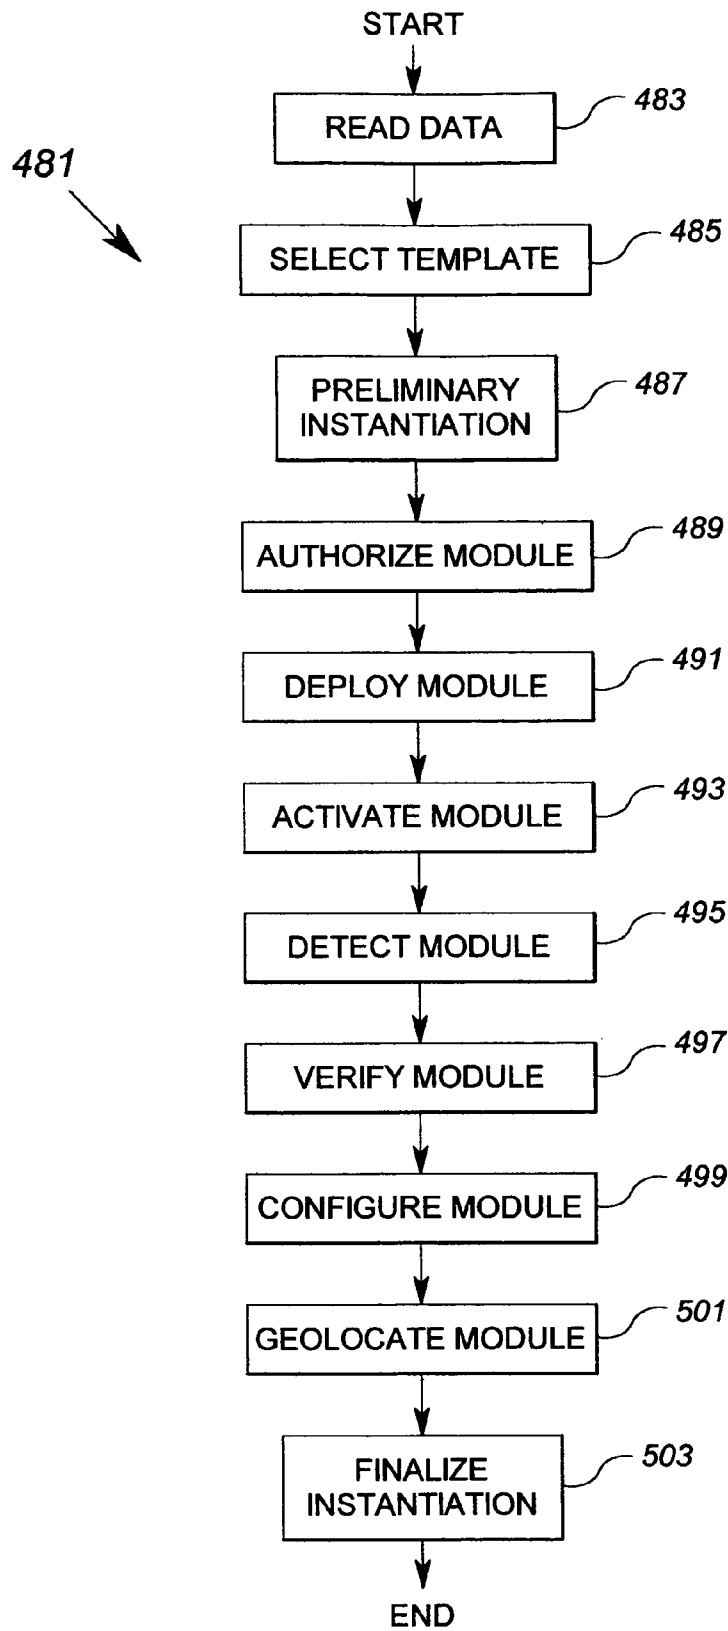 START
READ DATA
483
481
SELECT TEMPLATE
485
PRELIMINARY
INSTANTIATION
487
AUTHORIZE MODULE
489
DEPLOY MODULE
491
ACTIVATE MODULE
493
DETECT MODULE
495
VERIFY MODULE
497
CONFIGURE MODULE
499
GEOLOCATE MODULE
501
FINALIZE
INSTANTIATION
503
END